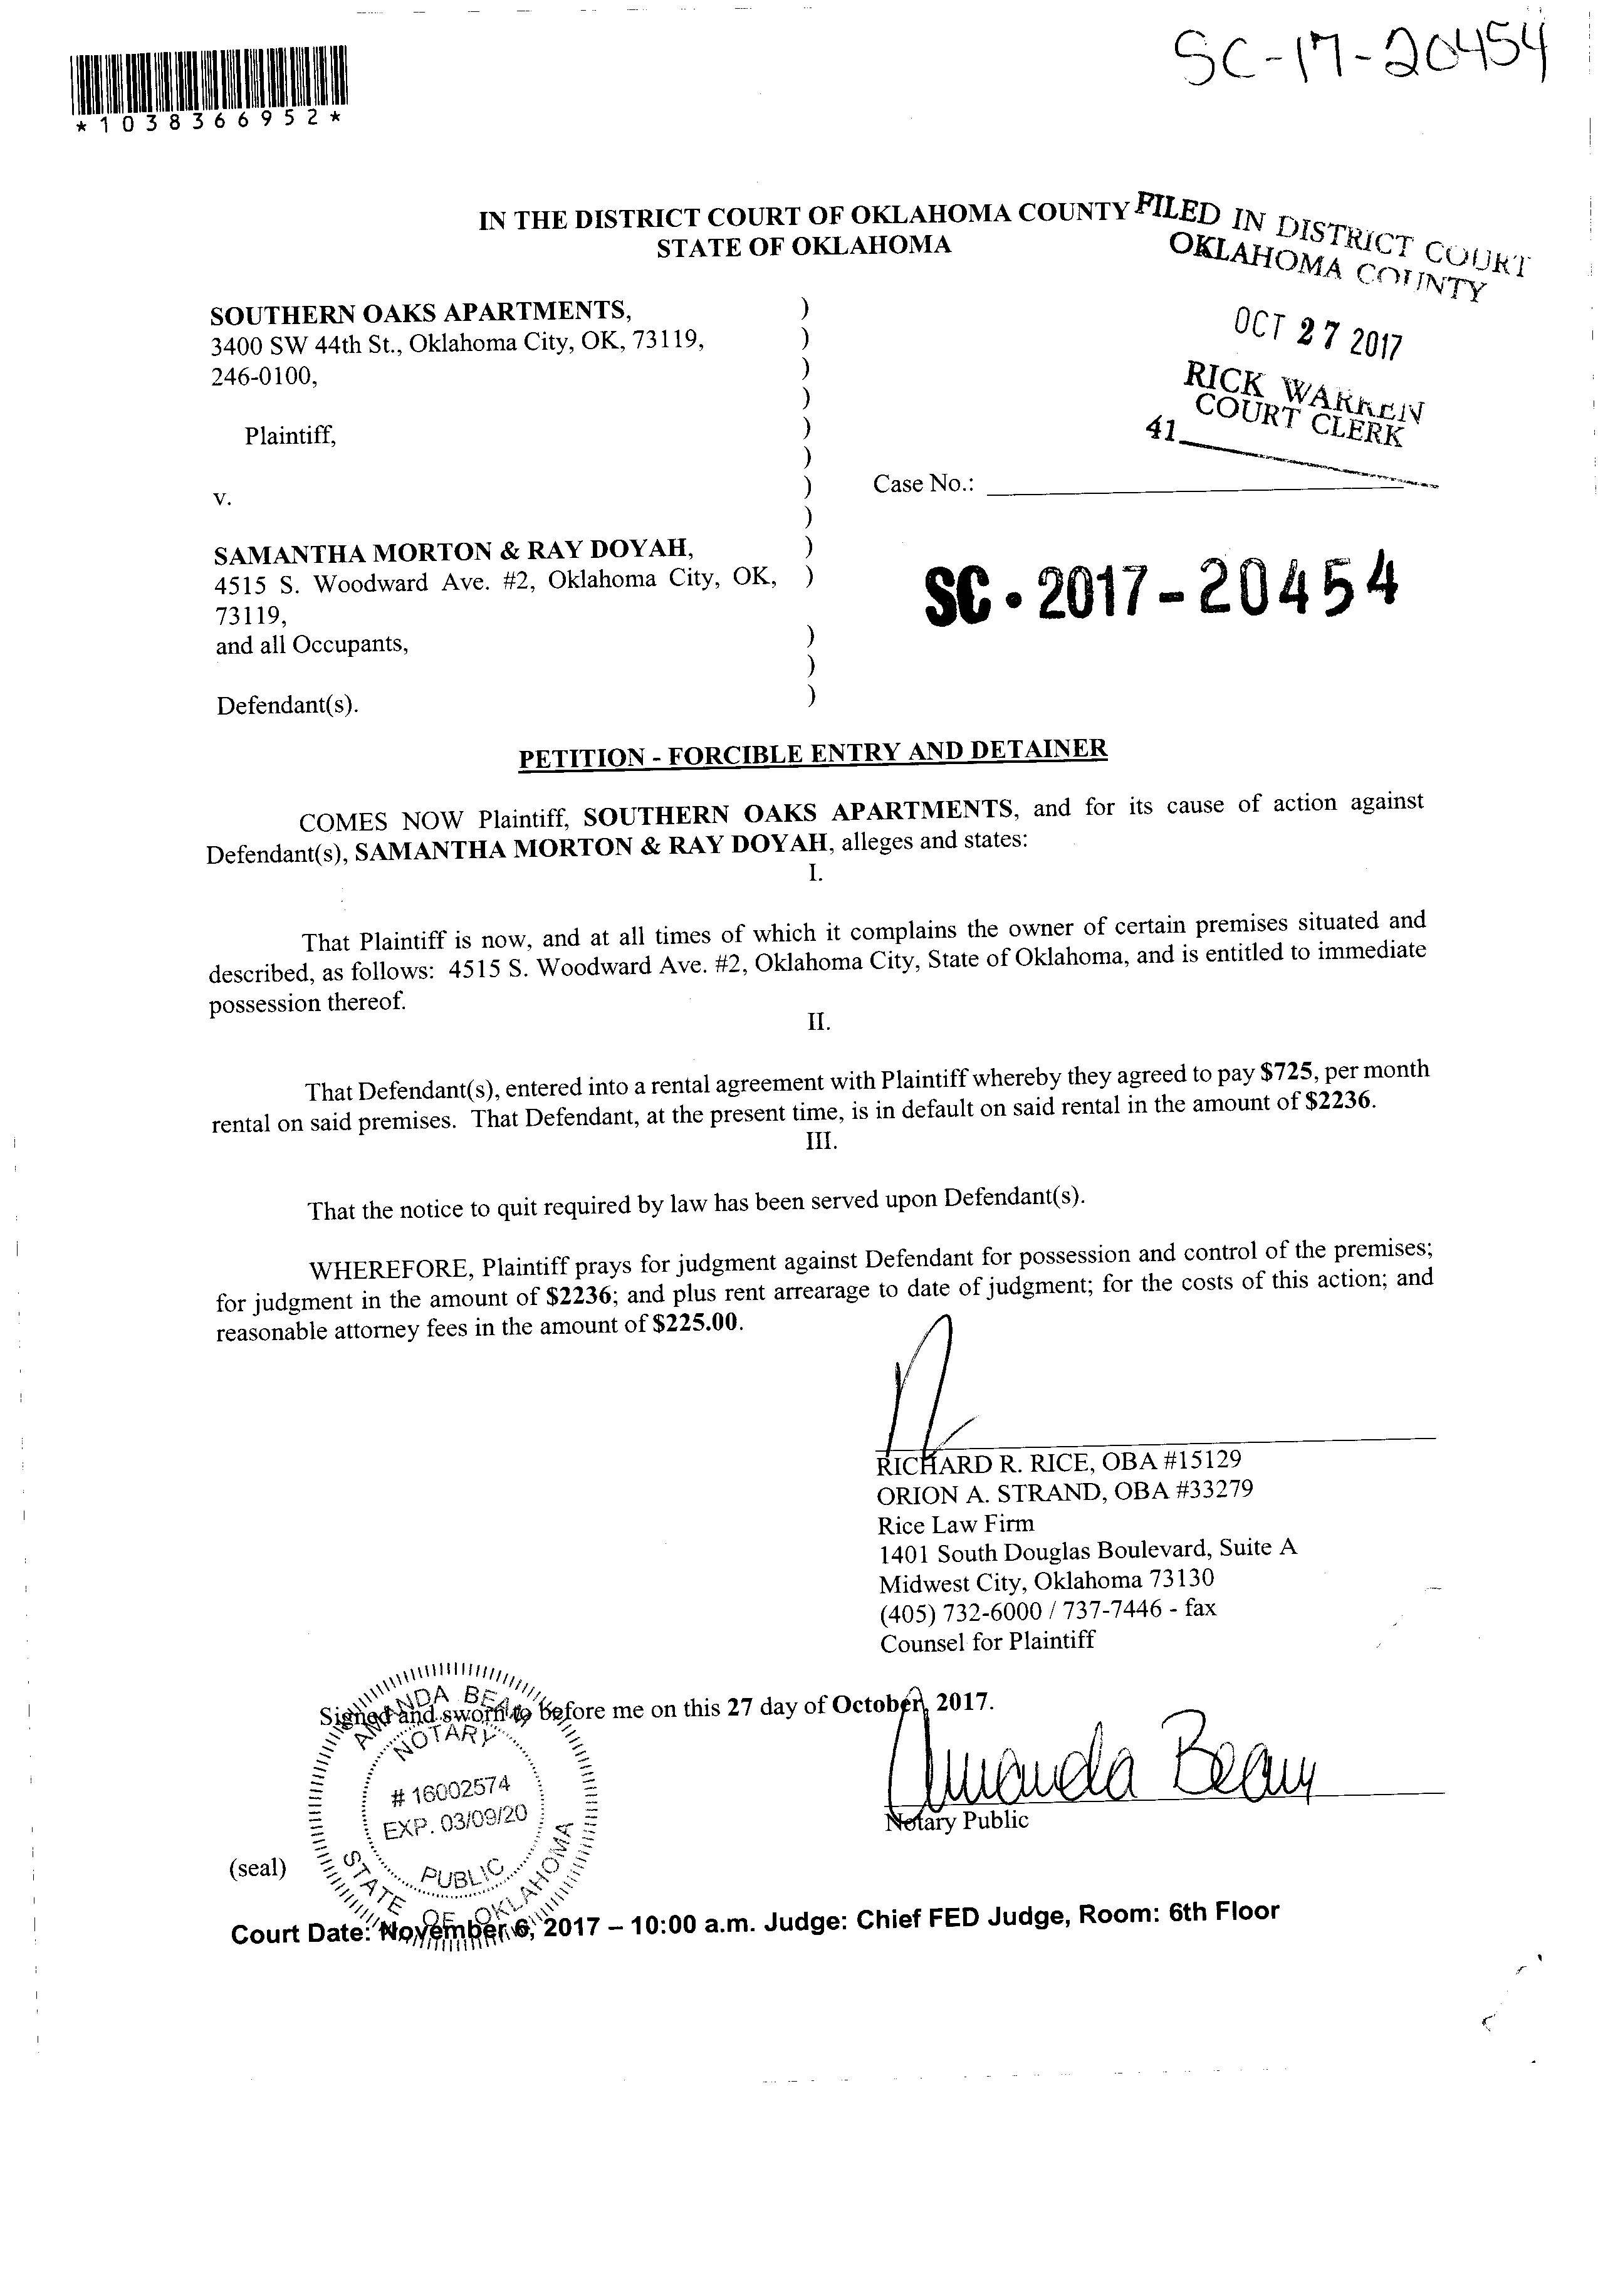 SC-17-20454
*1038366952*
IN THE DISTRICT COURT OF OKLAHOMA COUNTY
STATE OF OKLAHOMA
FILED IN DISTRICT COURT
OKLAHOMA COUNTY
OCT 27 2017
RICK WARREN
COURT CLERK
41
SOUTHERN OAKS APARTMENTS, )
3400 SW 44th St., Oklahoma City, OK, 73119, )
246-0100, )
)
Plaintiff, )
)
v. ) Case No.:
)
SAMANTHA MORTON & RAY DOYAH, )
4515 S. Woodward Ave. #2, Oklahoma City, OK, )
73119,
and all Occupants, )
)
Defendant(s). )
SC•2017-20454
PETITION - FORCIBLE ENTRY AND DETAINER
COMES NOW Plaintiff, SOUTHERN OAKS APARTMENTS, and for its cause of action against
Defendant(s), SAMANTHA MORTON & RAY DOYAH, alleges and states:
I.
That Plaintiff is now, and at all times of which it complains the owner of certain premises situated and
described, as follows: 4515 S. Woodward Ave. #2, Oklahoma City, State of Oklahoma, and is entitled to immediate
possession thereof.
II.
That Defendant(s), entered into a rental agreement with Plaintiff whereby they agreed to pay $725, per month
rental on said premises. That Defendant, at the present time, is in default on said rental in the amount of $2236.
III.
That the notice to quit required by law has been served upon Defendant(s).
WHEREFORE, Plaintiff prays for judgment against Defendant for possession and control of the premises;
for judgment in the amount of $2236; and plus rent arrearage to date of judgment; for the costs of this action; and
reasonable attorney fees in the amount of $225.00.
RICHARD R. RICE, OBA #15129
ORION A. STRAND, OBA #33279
Rice Law Firm
1401 South Douglas Boulevard, Suite A
Midwest City, Oklahoma 73130
(405) 732-6000 / 737-7446 - fax
Counsel for Plaintiff
Signed and sworn to before me on this 27 day of October, 2017.
Amanda Beam
Notary Public
AMANDA BEAM
NOTARY
# 16002574
EXP. 03/09/20
PUBLIC
STATE OF OKLAHOMA
(seal)
Court Date: November 6, 2017 – 10:00 a.m. Judge: Chief FED Judge, Room: 6th Floor